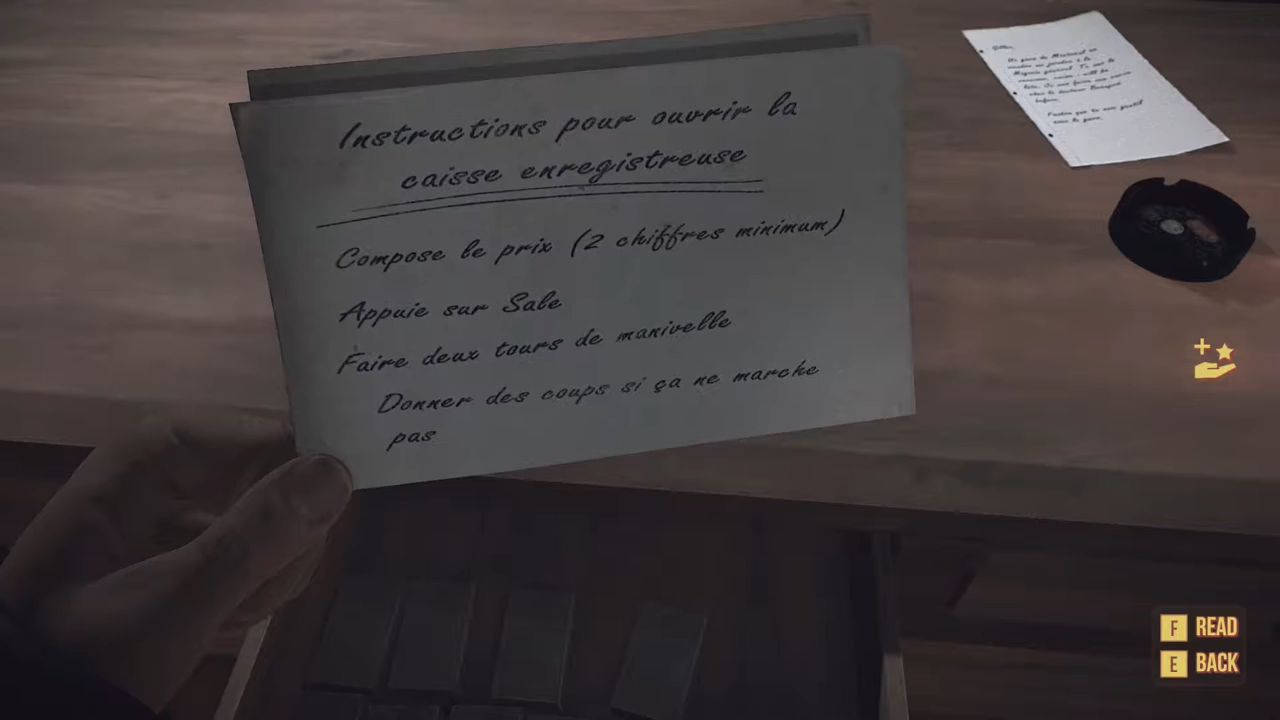 Instructions pour ouvrir la
caisse enregistreuse
Compose le prix (2 chiffres minimum)
Appuie sur Sale
Faire deux tours de manivelle
Donner des coups si ça ne marche
pas
F READ
E BACK